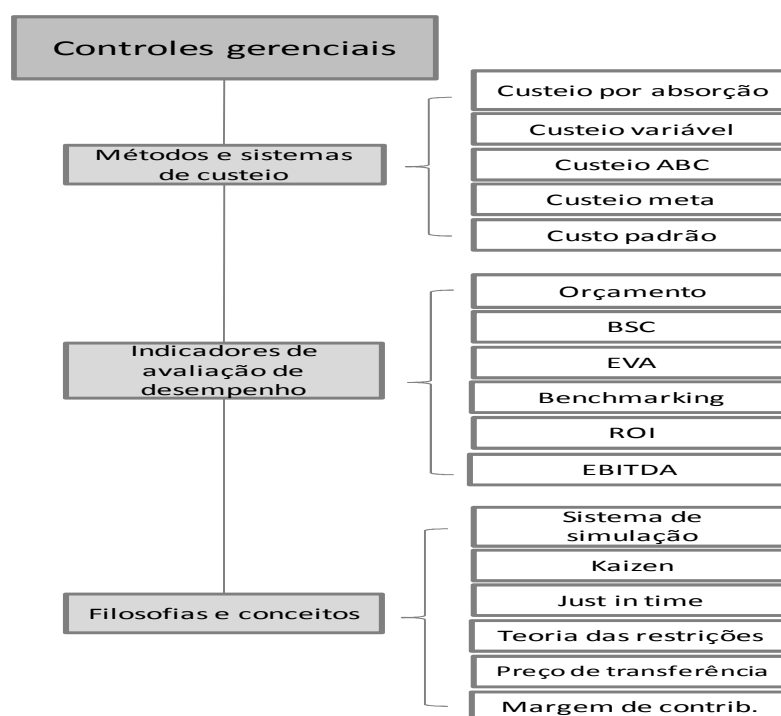 Controles gerenciais
Métodos e sistemas
de custeio
Custeio por absorção
Custeio variável
Custeio ABC
Custeio meta
Custo padrão
Indicadores de
avaliação de
desempenho
Orçamento
BSC
EVA
Benchmarking
ROI
EBITDA
Filosofias e conceitos
Sistema de
simulação
Kaizen
Just in time
Teoria das restrições
Preço de transferência
Margem de contrib.